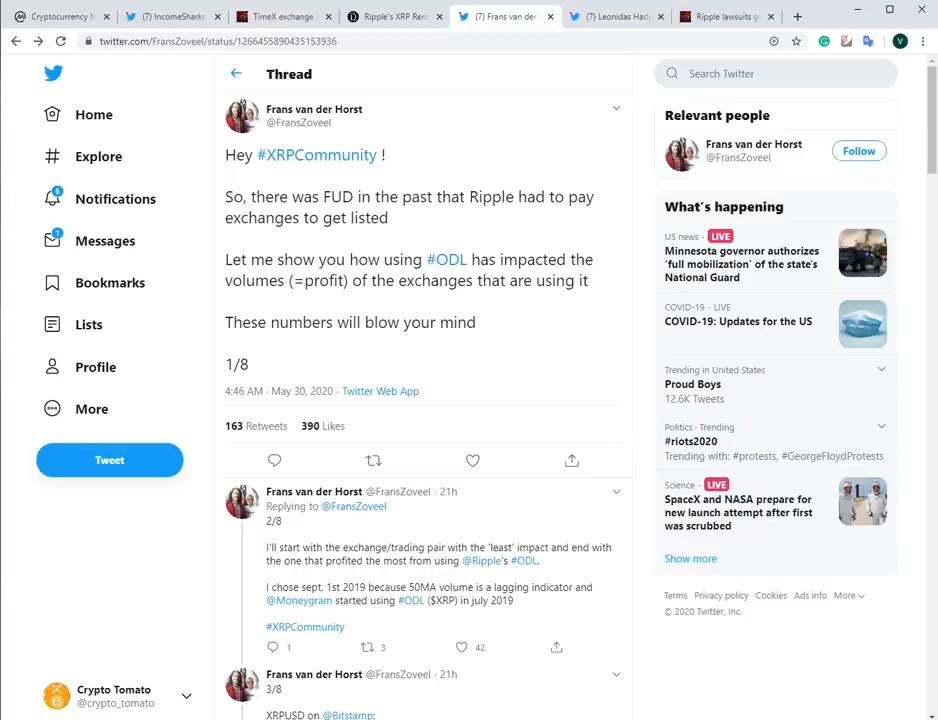 Cryptocurrency M
(7) IncomeSharks
TimeX exchange
Ripple's XRP Rem
(7) Frans van der
(7) Leonidas Had
Ripple lawsuits g
twitter.com/FransZoveel/status/1266455890435153936
V
Home
Explore
6
Notifications
1
Messages
Bookmarks
Lists
Profile
More
Tweet
Crypto Tomato
@crypto_tomato
Thread
Frans van der Horst
@FransZoveel
Hey #XRPCommunity !
So, there was FUD in the past that Ripple had to pay
exchanges to get listed
Let me show you how using #ODL has impacted the
volumes (=profit) of the exchanges that are using it
These numbers will blow your mind
1/8
4:46 AM · May 30, 2020 · Twitter Web App
163 Retweets 390 Likes
Frans van der Horst @FransZoveel · 21h
Replying to @FransZoveel
2/8
I'll start with the exchange/trading pair with the 'least' impact and end with
the one that profited the most from using @Ripple's #ODL.
I chose sept. 1st 2019 because 50MA volume is a lagging indicator and
@Moneygram started using #ODL ($XRP) in july 2019
#XRPCommunity
1 3 42
Frans van der Horst @FransZoveel · 21h
3/8
XRPUSD on @Bitstamp:
Search Twitter
Relevant people
Frans van der Horst
@FransZoveel
Follow
What's happening
US news · LIVE
Minnesota governor authorizes
'full mobilization' of the state's
National Guard
COVID-19 · LIVE
COVID-19: Updates for the US
Trending in United States
Proud Boys
12.6K Tweets
Politics · Trending
#riots2020
Trending with: #protests, #GeorgeFloydProtests
Science · LIVE
SpaceX and NASA prepare for
new launch attempt after first
was scrubbed
Show more
Terms Privacy policy Cookies Ads info More
© 2020 Twitter, Inc.